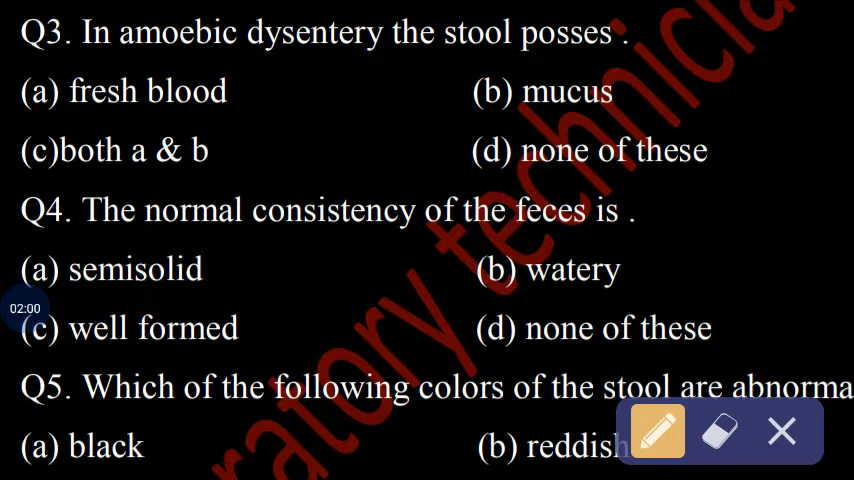 Q3. In amoebic dysentery the stool posses .
(a) fresh blood (b) mucus
(c)both a & b (d) none of these
Q4. The normal consistency of the feces is .
(a) semisolid (b) watery
02:00
(c) well formed (d) none of these
Q5. Which of the following colors of the stool are abnorma
(a) black (b) reddish
ratory technicia